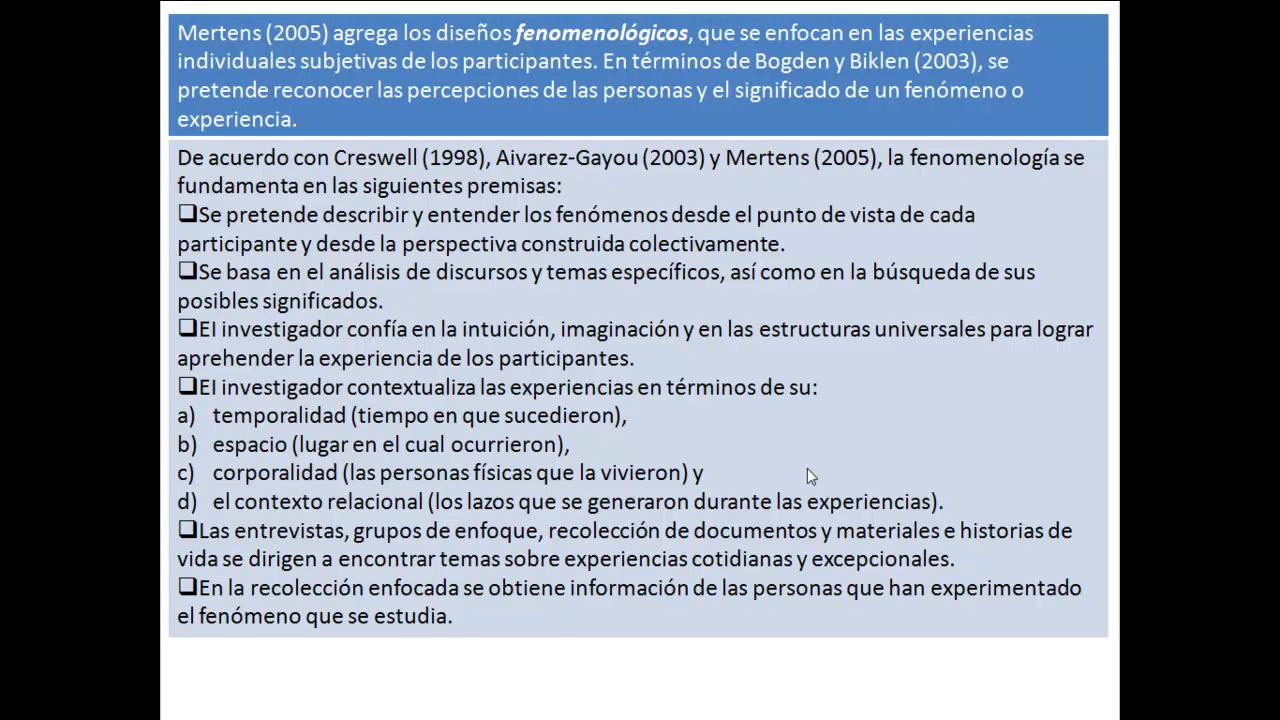 Mertens (2005) agrega los diseños fenomenológicos, que se enfocan en las experiencias
individuales subjetivas de los participantes. En términos de Bogden y Biklen (2003), se
pretende reconocer las percepciones de las personas y el significado de un fenómeno o
experiencia.
De acuerdo con Creswell (1998), Aivarez-Gayou (2003) y Mertens (2005), la fenomenología se
fundamenta en las siguientes premisas:
❑Se pretende describir y entender los fenómenos desde el punto de vista de cada
participante y desde la perspectiva construida colectivamente.
❑Se basa en el análisis de discursos y temas específicos, así como en la búsqueda de sus
posibles significados.
❑EI investigador confía en la intuición, imaginación y en las estructuras universales para lograr
aprehender la experiencia de los participantes.
❑EI investigador contextualiza las experiencias en términos de su:
a) temporalidad (tiempo en que sucedieron),
b) espacio (lugar en el cual ocurrieron),
c) corporalidad (las personas físicas que la vivieron) y
d) el contexto relacional (los lazos que se generaron durante las experiencias).
❑Las entrevistas, grupos de enfoque, recolección de documentos y materiales e historias de
vida se dirigen a encontrar temas sobre experiencias cotidianas y excepcionales.
❑En la recolección enfocada se obtiene información de las personas que han experimentado
el fenómeno que se estudia.